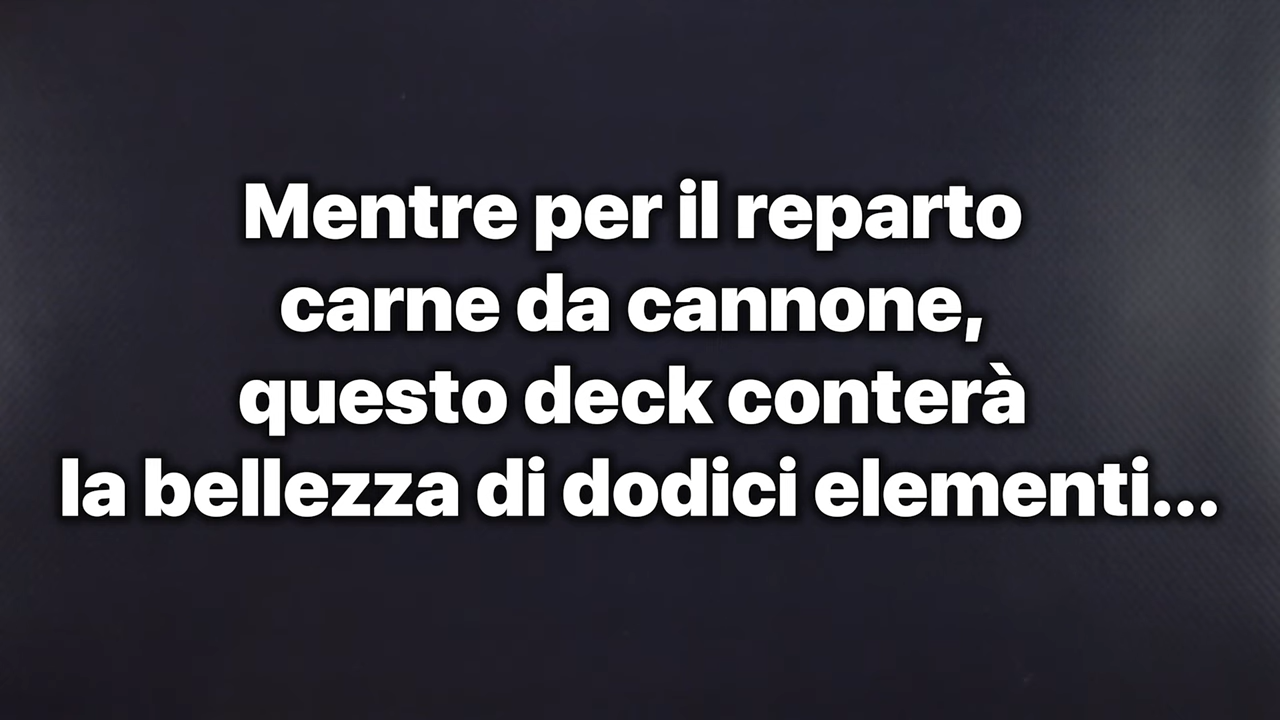 Mentre per il reparto
carne da cannone,
questo deck conterà
la bellezza di dodici elementi...